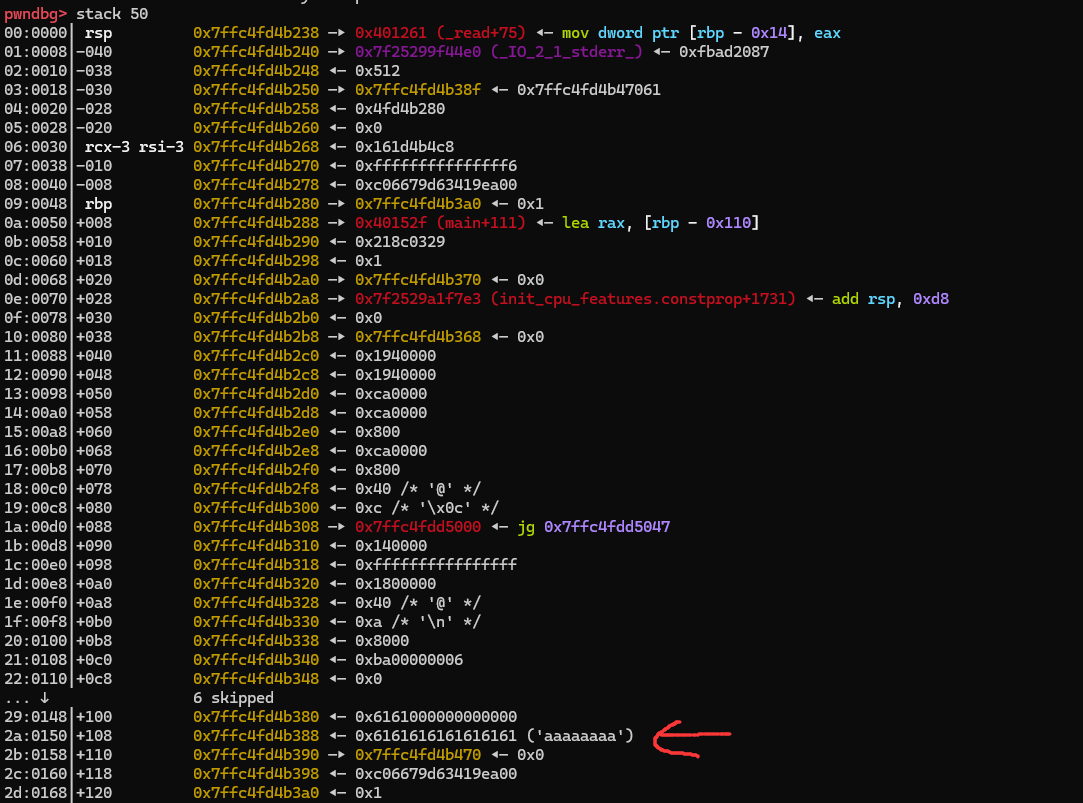 pwndbg> stack 50
00:0000│ rsp 0x7ffc4fd4b238 —▸ 0x401261 (_read+75) ◂— mov dword ptr [rbp - 0x14], eax
01:0008│-040 0x7ffc4fd4b240 —▸ 0x7f25299f44e0 (_IO_2_1_stderr_) ◂— 0xfbad2087
02:0010│-038 0x7ffc4fd4b248 ◂— 0x512
03:0018│-030 0x7ffc4fd4b250 —▸ 0x7ffc4fd4b38f ◂— 0x7ffc4fd4b47061
04:0020│-028 0x7ffc4fd4b258 ◂— 0x4fd4b280
05:0028│-020 0x7ffc4fd4b260 ◂— 0x0
06:0030│ rcx-3 rsi-3 0x7ffc4fd4b268 ◂— 0x161d4b4c8
07:0038│-010 0x7ffc4fd4b270 ◂— 0xfffffffffffffff6
08:0040│-008 0x7ffc4fd4b278 ◂— 0xc06679d63419ea00
09:0048│ rbp 0x7ffc4fd4b280 —▸ 0x7ffc4fd4b3a0 ◂— 0x1
0a:0050│+008 0x7ffc4fd4b288 —▸ 0x40152f (main+111) ◂— lea rax, [rbp - 0x110]
0b:0058│+010 0x7ffc4fd4b290 ◂— 0x218c0329
0c:0060│+018 0x7ffc4fd4b298 ◂— 0x1
0d:0068│+020 0x7ffc4fd4b2a0 —▸ 0x7ffc4fd4b370 ◂— 0x0
0e:0070│+028 0x7ffc4fd4b2a8 —▸ 0x7f2529a1f7e3 (init_cpu_features.constprop+1731) ◂— add rsp, 0xd8
0f:0078│+030 0x7ffc4fd4b2b0 ◂— 0x0
10:0080│+038 0x7ffc4fd4b2b8 —▸ 0x7ffc4fd4b368 ◂— 0x0
11:0088│+040 0x7ffc4fd4b2c0 ◂— 0x1940000
12:0090│+048 0x7ffc4fd4b2c8 ◂— 0x1940000
13:0098│+050 0x7ffc4fd4b2d0 ◂— 0xca0000
14:00a0│+058 0x7ffc4fd4b2d8 ◂— 0xca0000
15:00a8│+060 0x7ffc4fd4b2e0 ◂— 0x800
16:00b0│+068 0x7ffc4fd4b2e8 ◂— 0xca0000
17:00b8│+070 0x7ffc4fd4b2f0 ◂— 0x800
18:00c0│+078 0x7ffc4fd4b2f8 ◂— 0x40 /* '@' */
19:00c8│+080 0x7ffc4fd4b300 ◂— 0xc /* '\x0c' */
1a:00d0│+088 0x7ffc4fd4b308 —▸ 0x7ffc4fdd5000 ◂— jg 0x7ffc4fdd5047
1b:00d8│+090 0x7ffc4fd4b310 ◂— 0x140000
1c:00e0│+098 0x7ffc4fd4b318 ◂— 0xffffffffffffffff
1d:00e8│+0a0 0x7ffc4fd4b320 ◂— 0x1800000
1e:00f0│+0a8 0x7ffc4fd4b328 ◂— 0x40 /* '@' */
1f:00f8│+0b0 0x7ffc4fd4b330 ◂— 0xa /* '\n' */
20:0100│+0b8 0x7ffc4fd4b338 ◂— 0x8000
21:0108│+0c0 0x7ffc4fd4b340 ◂— 0xba00000006
22:0110│+0c8 0x7ffc4fd4b348 ◂— 0x0
... ↓ 6 skipped
29:0148│+100 0x7ffc4fd4b380 ◂— 0x6161000000000000
2a:0150│+108 0x7ffc4fd4b388 ◂— 0x6161616161616161 ('aaaaaaaa')
2b:0158│+110 0x7ffc4fd4b390 —▸ 0x7ffc4fd4b470 ◂— 0x0
2c:0160│+118 0x7ffc4fd4b398 ◂— 0xc06679d63419ea00
2d:0168│+120 0x7ffc4fd4b3a0 ◂— 0x1